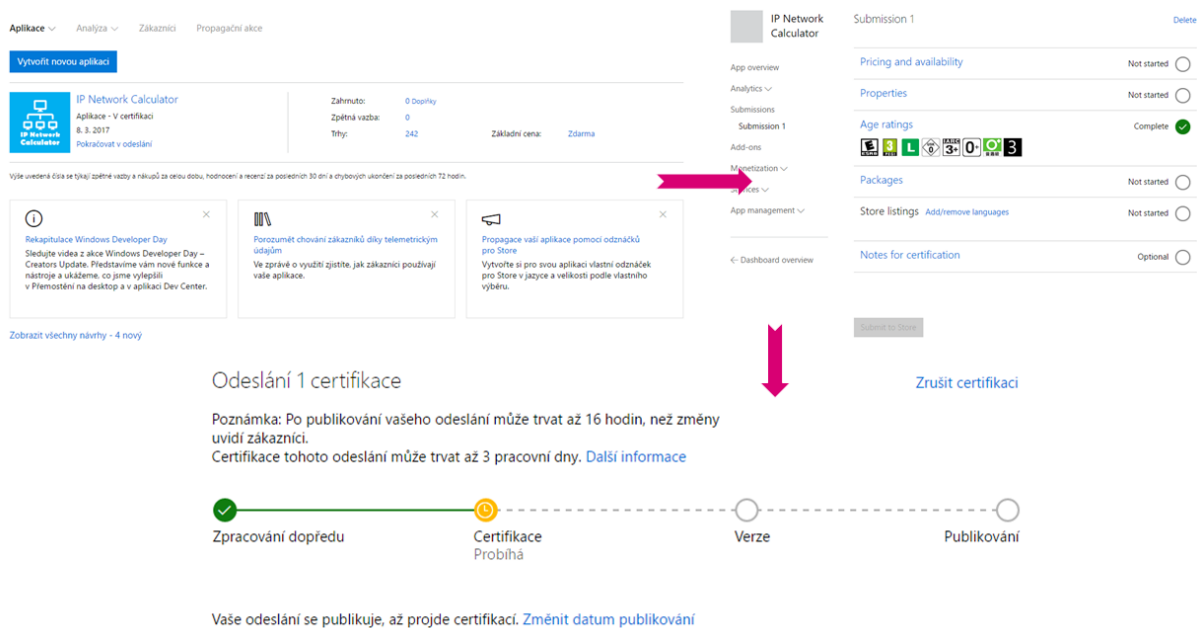 Aplikace
Analýza
Zákazníci
Propagační akce
Vytvořit novou aplikaci
IP Network
Calculator
IP Network Calculator
Aplikace - V certifikaci
8. 3. 2017
Pokračovat v odeslání
Zahrnuto: 0 Doplňky
Zpětná vazba: 0
Trhy: 242 Základní cena: Zdarma
Výše uvedená čísla se týkají zpětné vazby a nákupů za celou dobu, hodnocení a recenzí za posledních 30 dní a chybových ukončení za posledních 72 hodin.
Rekapitulace Windows Developer Day
Sledujte videa z akce Windows Developer Day –
Creators Update. Představíme vám nové funkce a
nástroje a ukážeme, co jsme vylepšili
v Přemostění na desktop a v aplikaci Dev Center.
Porozumět chování zákazníků díky telemetrickým
údajům
Ve zprávě o využití zjistíte, jak zákazníci používají
vaše aplikace.
Propagace vaší aplikace pomocí odznáčků
pro Store
Vytvořte si pro svou aplikaci vlastní odznáček
pro Store v jazyce a velikosti podle vlastního
výběru.
Zobrazit všechny návrhy - 4 nový
IP Network
Calculator
App overview
Analytics
Submissions
Submission 1
Add-ons
Monetization
App management
Dashboard overview
Submission 1
Delete
Pricing and availability Not started
Properties Not started
Age ratings Complete
E 3 L 0 3+ 0+ 3
Packages Not started
Store listings Add/remove languages Not started
Notes for certification Optional
Submit to Store
Odeslání 1 certifikace
Zrušit certifikaci
Poznámka: Po publikování vašeho odeslání může trvat až 16 hodin, než změny
uvidí zákazníci.
Certifikace tohoto odeslání může trvat až 3 pracovní dny. Další informace
Zpracování dopředu
Certifikace
Probíhá
Verze
Publikování
Vaše odeslání se publikuje, až projde certifikací. Změnit datum publikování